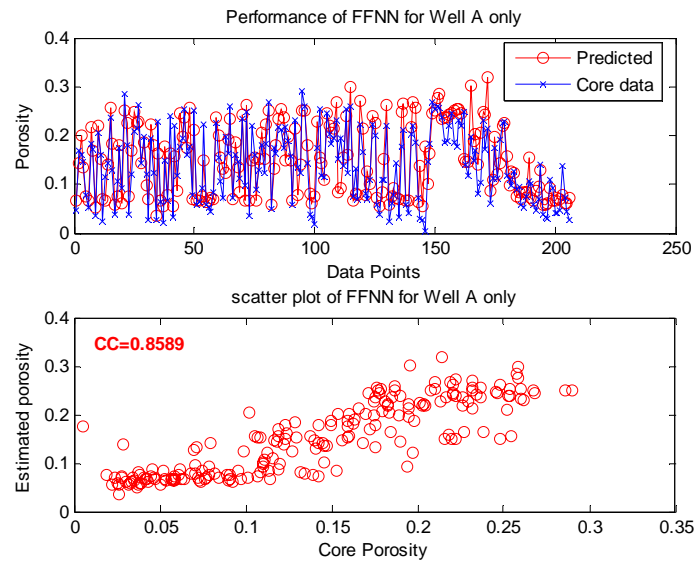 Performance of FFNN for Well A only
0.4
0.3
0.2
0.1
0
Porosity
Predicted
Core data
0 50 100 150 200 250
Data Points
scatter plot of FFNN for Well A only
CC=0.8589
0.4
0.3
0.2
0.1
0
Estimated porosity
0 0.05 0.1 0.15 0.2 0.25 0.3 0.35
Core Porosity